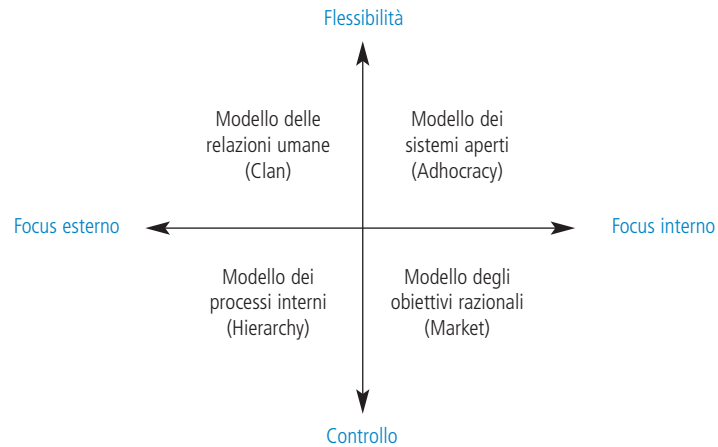 Flessibilità
Modello delle
relazioni umane
(Clan)
Modello dei
sistemi aperti
(Adhocracy)
Focus esterno
Focus interno
Modello dei
processi interni
(Hierarchy)
Modello degli
obiettivi razionali
(Market)
Controllo